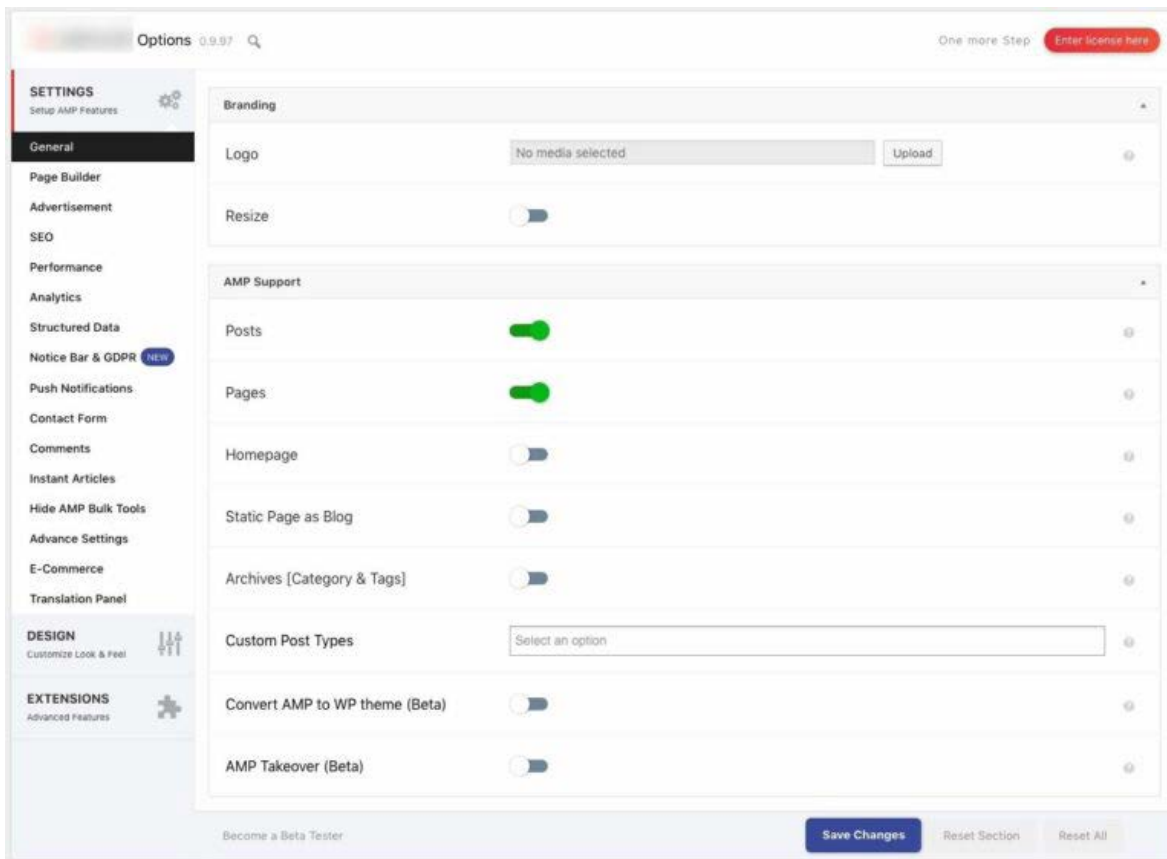 Options 0.9.97
One more Step
Enter license here
SETTINGS
Setup AMP Features
General
Page Builder
Advertisement
SEO
Performance
Analytics
Structured Data
Notice Bar & GDPR NEW
Push Notifications
Contact Form
Comments
Instant Articles
Hide AMP Bulk Tools
Advance Settings
E-Commerce
Translation Panel
DESIGN
Customize Look & Feel
EXTENSIONS
Advanced Features
Branding
Logo No media selected Upload
Resize
AMP Support
Posts
Pages
Homepage
Static Page as Blog
Archives [Category & Tags]
Custom Post Types Select an option
Convert AMP to WP theme (Beta)
AMP Takeover (Beta)
Become a Beta Tester Save Changes Reset Section Reset All